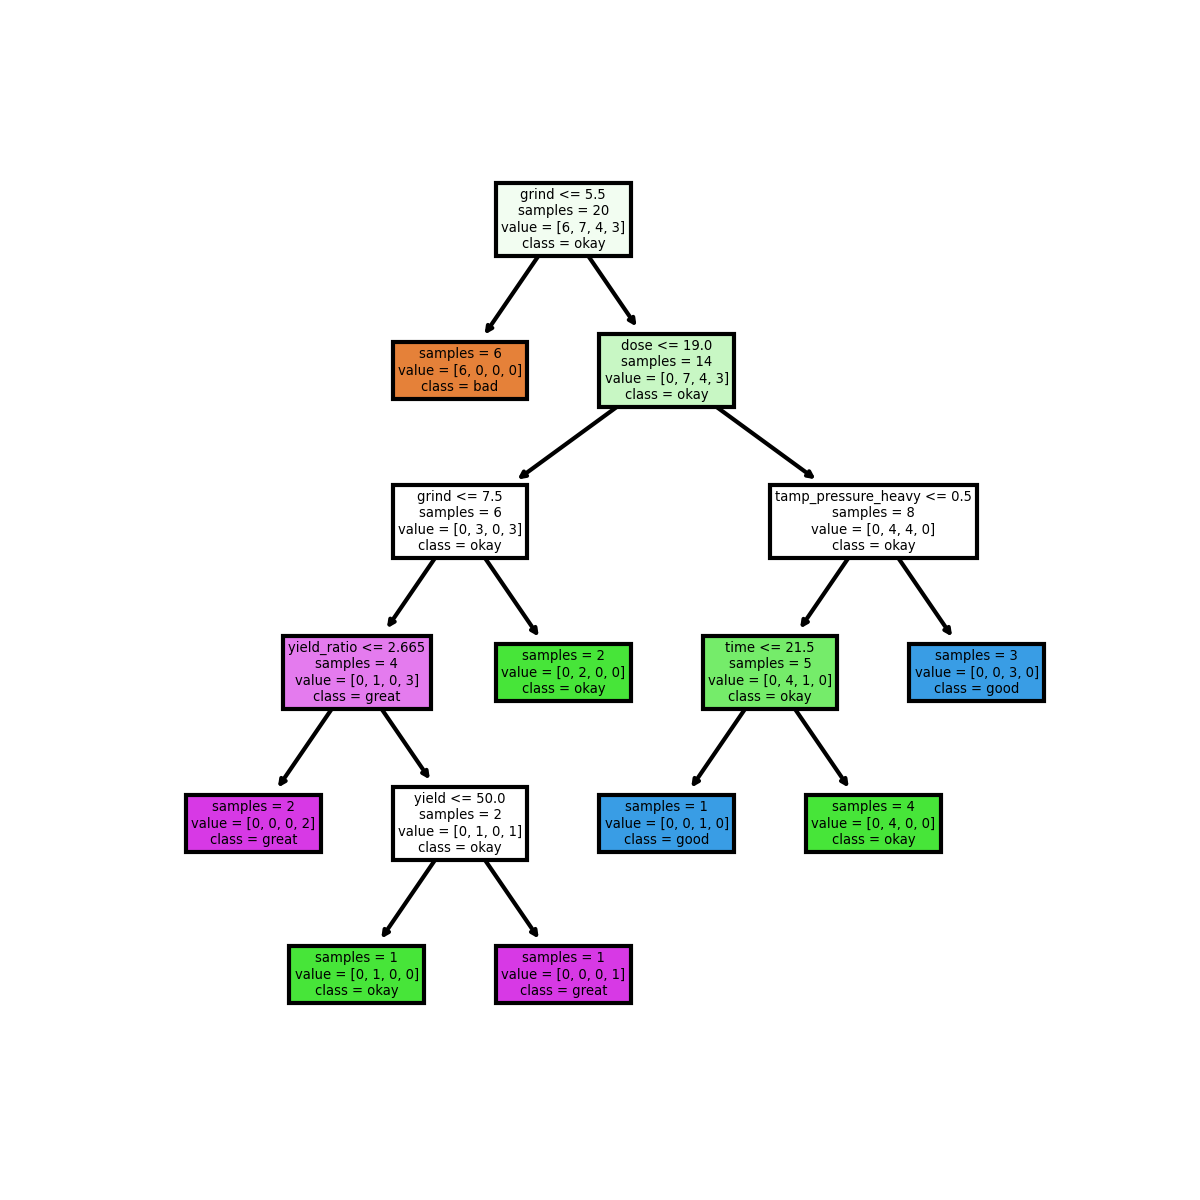 grind <= 5.5
samples = 20
value = [6, 7, 4, 3]
class = okay
samples = 6
value = [6, 0, 0, 0]
class = bad
dose <= 19.0
samples = 14
value = [0, 7, 4, 3]
class = okay
grind <= 7.5
samples = 6
value = [0, 3, 0, 3]
class = okay
tamp_pressure_heavy <= 0.5
samples = 8
value = [0, 4, 4, 0]
class = okay
yield_ratio <= 2.665
samples = 4
value = [0, 1, 0, 3]
class = great
samples = 2
value = [0, 2, 0, 0]
class = okay
time <= 21.5
samples = 5
value = [0, 4, 1, 0]
class = okay
samples = 3
value = [0, 0, 3, 0]
class = good
samples = 2
value = [0, 0, 0, 2]
class = great
yield <= 50.0
samples = 2
value = [0, 1, 0, 1]
class = okay
samples = 1
value = [0, 0, 1, 0]
class = good
samples = 4
value = [0, 4, 0, 0]
class = okay
samples = 1
value = [0, 1, 0, 0]
class = okay
samples = 1
value = [0, 0, 0, 1]
class = great